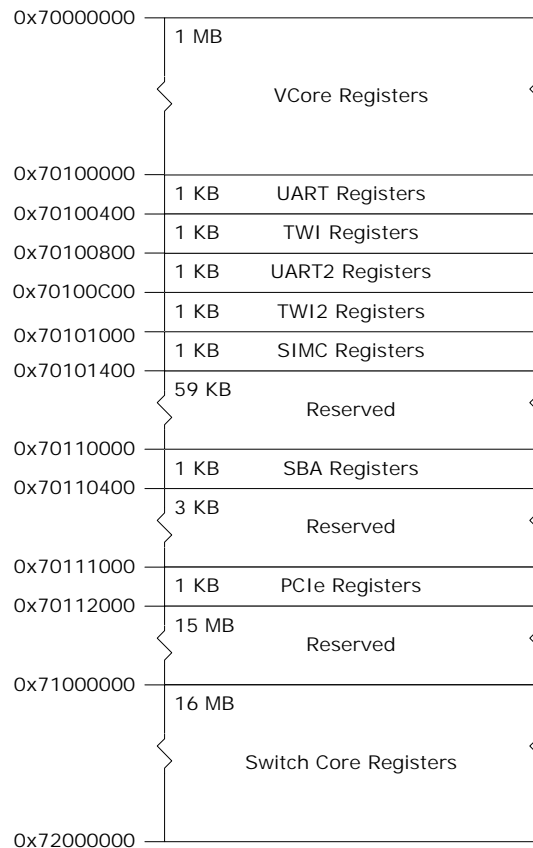 0x70000000
1 MB
VCore Registers
0x70100000
1 KB UART Registers
0x70100400
1 KB TWI Registers
0x70100800
1 KB UART2 Registers
0x70100C00
1 KB TWI2 Registers
0x70101000
1 KB SIMC Registers
0x70101400
59 KB
Reserved
0x70110000
1 KB SBA Registers
0x70110400
3 KB
Reserved
0x70111000
1 KB PCIe Registers
0x70112000
15 MB
Reserved
0x71000000
16 MB
Switch Core Registers
0x72000000